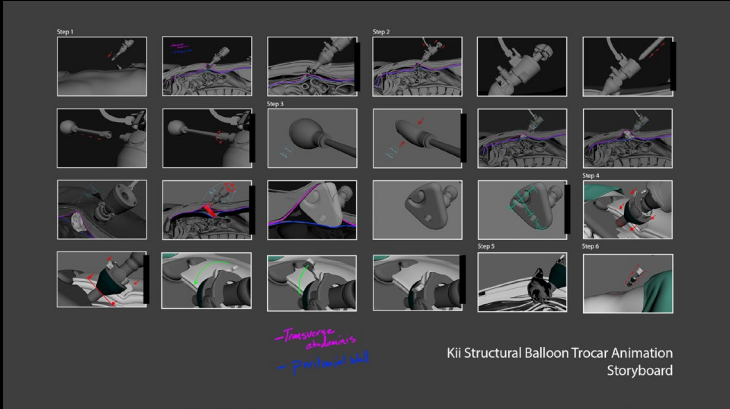 Step 1
Step 2
Step 3
Step 4
Step 5
Step 6
-Transverse
abdominis
- peritoneal wall
Kii Structural Balloon Trocar Animation
Storyboard